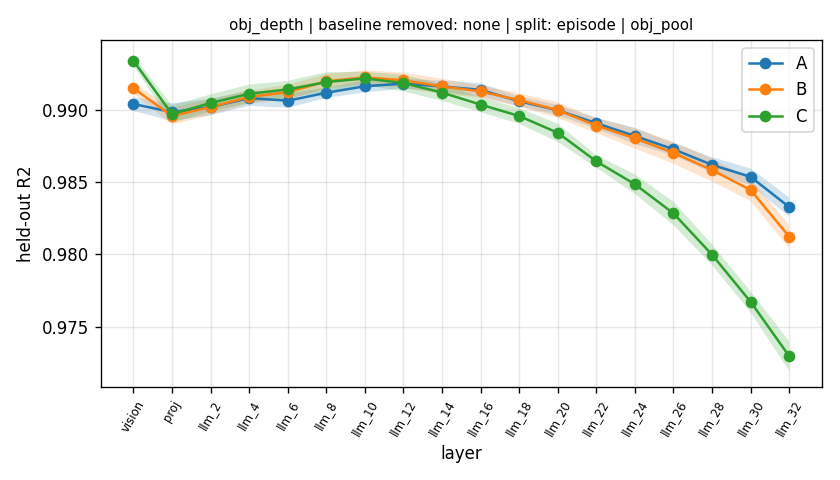 obj_depth | baseline removed: none | split: episode | obj_pool
A
B
C
held-out R2
0.990
0.985
0.980
0.975
vision
proj
llm_2
llm_4
llm_6
llm_8
llm_10
llm_12
llm_14
llm_16
llm_18
llm_20
llm_22
llm_24
llm_26
llm_28
llm_30
llm_32
layer